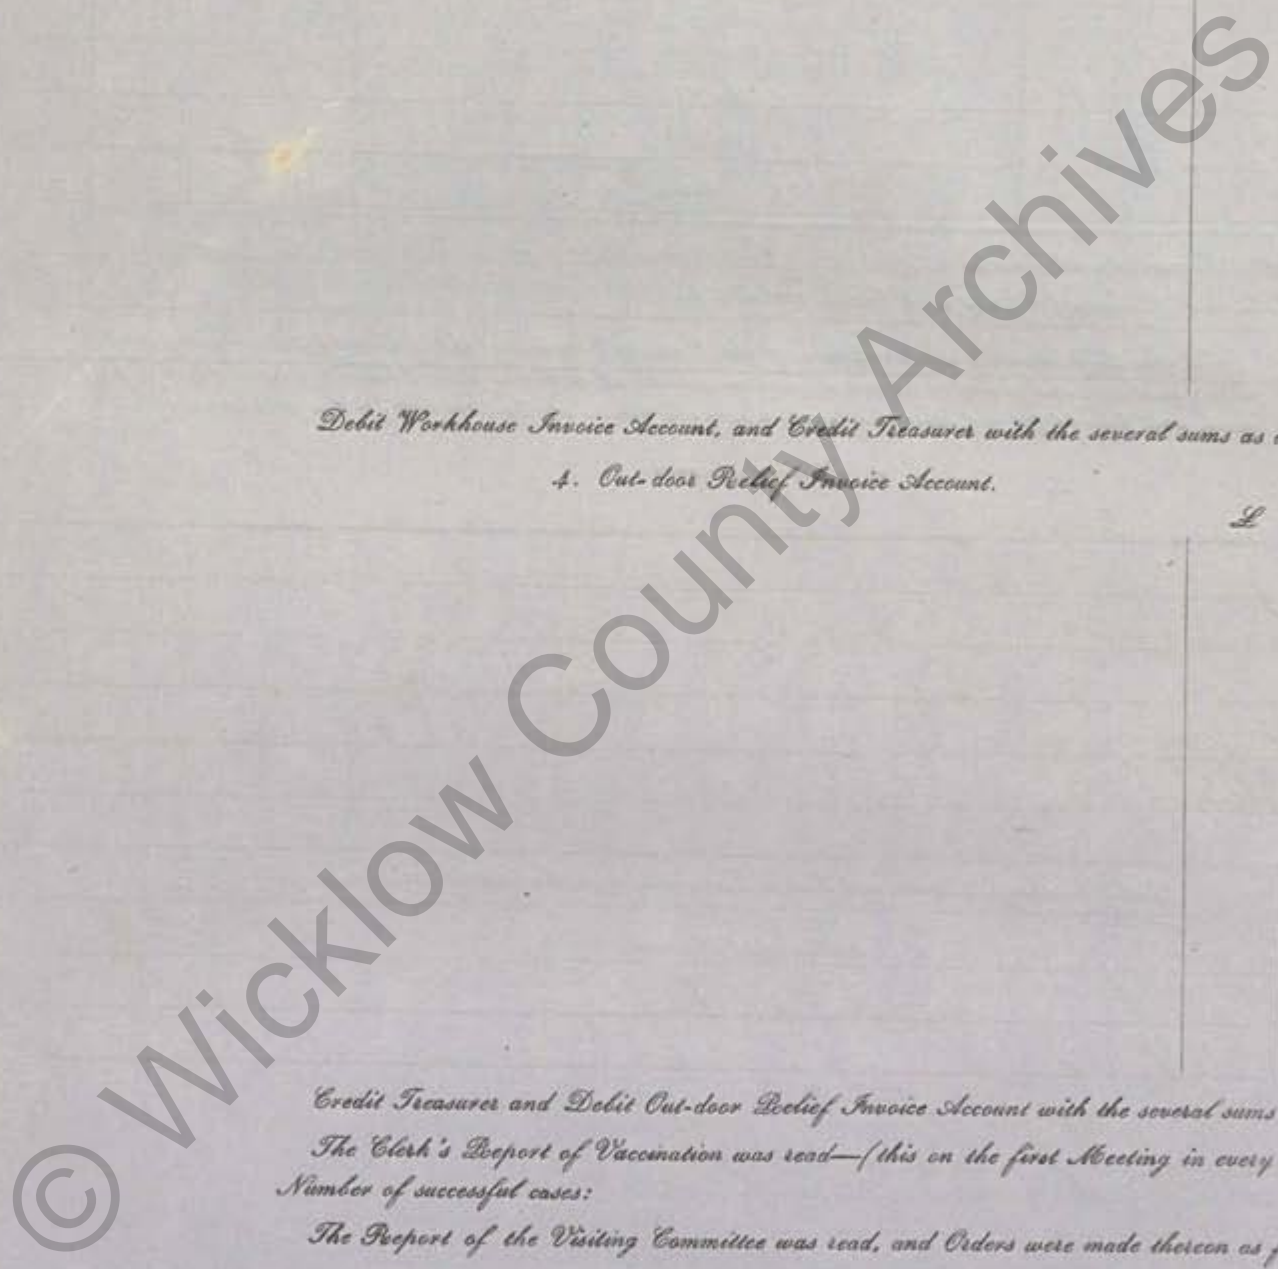 Debit Workhouse Invoice Account, and Credit Treasurer with the several sums as
4. Out-door Relief Invoice Account.
£
Credit Treasurer and Debit Out-door Relief Invoice Account with the several sums
The Clerk's Report of Vaccination was read—(this on the first Meeting in every
Number of successful cases:
The Report of the Visiting Committee was read, and Orders were made thereon as
© Wicklow County Archives